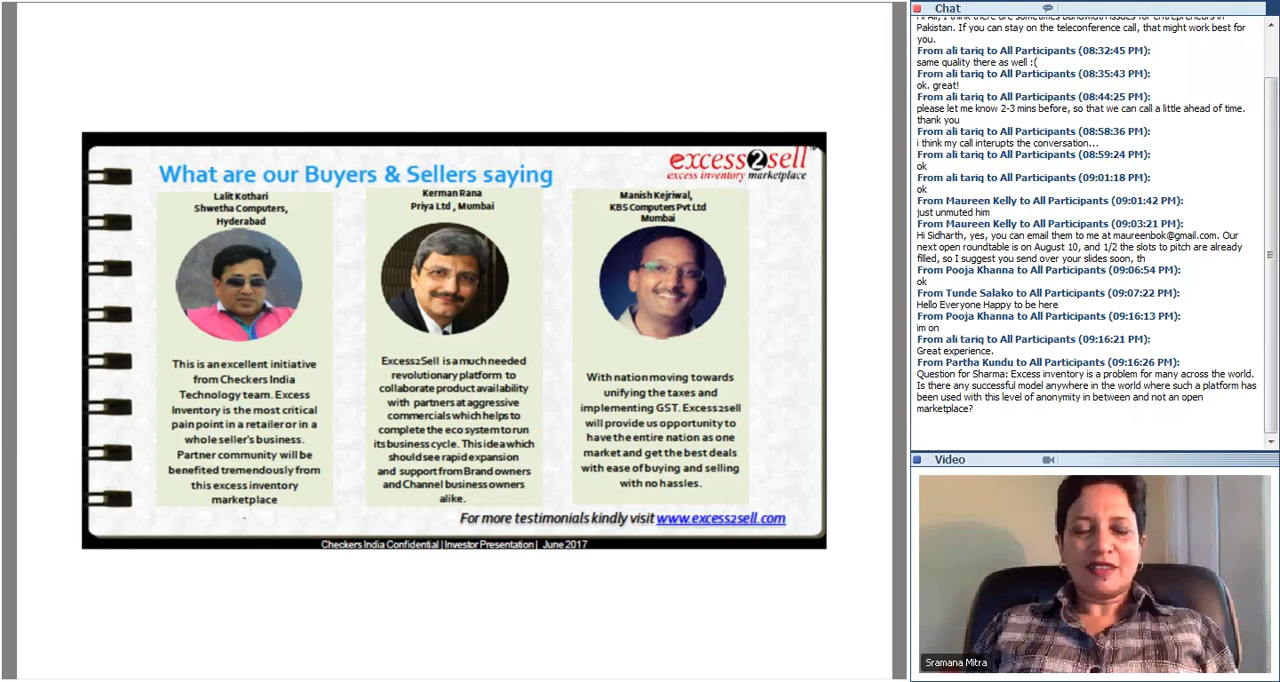 What are our Buyers & Sellers saying
excess2sell
excess inventory marketplace
Lalit Kothari
Shwetha Computers,
Hyderabad
This is an excellent initiative
from Checkers India
Technology team. Excess
Inventory is the most critical
pain point in a retailer or in a
whole seller's business.
Partner community will be
benefited tremendously from
this excess inventory
marketplace
Kerman Rana
Priya Ltd , Mumbai
Excess2Sell is a much needed
revolutionary platform to
collaborate product availability
with partners at aggressive
commercials which helps to
complete the eco system to run
its business cycle. This idea which
should see rapid expansion
and support from Brand owners
and Channel business owners
alike.
Manish Kejriwal,
KBS Computers Pvt Ltd
Mumbai
With nation moving towards
unifying the taxes and
implementing GST. Excess2sell
will provide us opportunity to
have the entire nation as one
market and get the best deals
with ease of buying and selling
with no hassles.
For more testimonials kindly visit www.excess2sell.com
Checkers India Confidential | Investor Presentation | June 2017
Chat
Pakistan. If you can stay on the teleconference call, that might work best for
you.
From ali tariq to All Participants (08:32:45 PM):
same quality there as well :(
From ali tariq to All Participants (08:35:43 PM):
ok. great!
From ali tariq to All Participants (08:44:25 PM):
please let me know 2-3 mins before, so that we can call a little ahead of time.
thank you
From ali tariq to All Participants (08:58:36 PM):
i think my call interupts the conversation...
From ali tariq to All Participants (08:59:24 PM):
ok
From ali tariq to All Participants (09:01:18 PM):
ok
From Maureen Kelly to All Participants (09:01:42 PM):
just unmuted him
From Maureen Kelly to All Participants (09:03:21 PM):
Hi Sidharth, yes, you can email them to me at maureenbok@gmail.com. Our
next open roundtable is on August 10, and 1/2 the slots to pitch are already
filled, so I suggest you send over your slides soon, th
From Pooja Khanna to All Participants (09:06:54 PM):
ok
From Tunde Salako to All Participants (09:07:22 PM):
Hello Everyone Happy to be here
From Pooja Khanna to All Participants (09:16:13 PM):
im on
From ali tariq to All Participants (09:16:21 PM):
Great experience.
From Partha Kundu to All Participants (09:16:26 PM):
Question for Sharma: Excess inventory is a problem for many across the world.
Is there any successful model anywhere in the world where such a platform has
been used with this level of anonymity in between and not an open
marketplace?
Video
Sramana Mitra